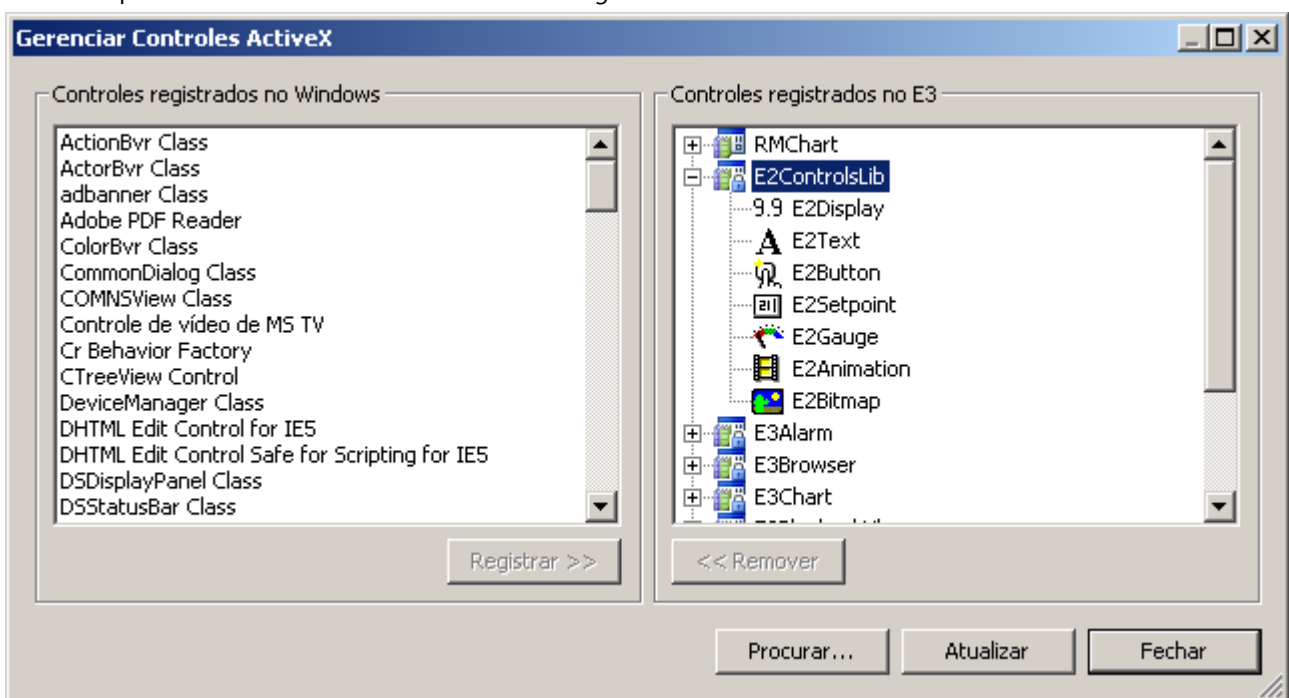 Gerenciar Controles ActiveX
Controles registrados no Windows
ActionBvr Class
ActorBvr Class
adbanner Class
Adobe PDF Reader
ColorBvr Class
CommonDialog Class
COMNSView Class
Controle de vídeo de MS TV
Cr Behavior Factory
CTreeView Control
DeviceManager Class
DHTML Edit Control for IE5
DHTML Edit Control Safe for Scripting for IE5
DSDisplayPanel Class
DSStatusBar Class
Registrar >>
Controles registrados no E3
RMChart
E2ControlsLib
9.9 E2Display
A E2Text
E2Button
E2Setpoint
E2Gauge
E2Animation
E2Bitmap
E3Alarm
E3Browser
E3Chart
<< Remover
Procurar...
Atualizar
Fechar